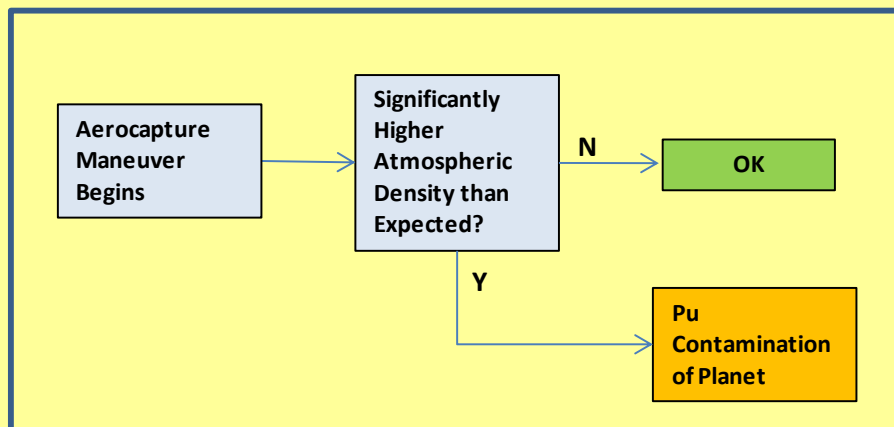 Aerocapture
Maneuver
Begins
Significantly
Higher
Atmospheric
Density than
Expected?
N
OK
Y
Pu
Contamination
of Planet